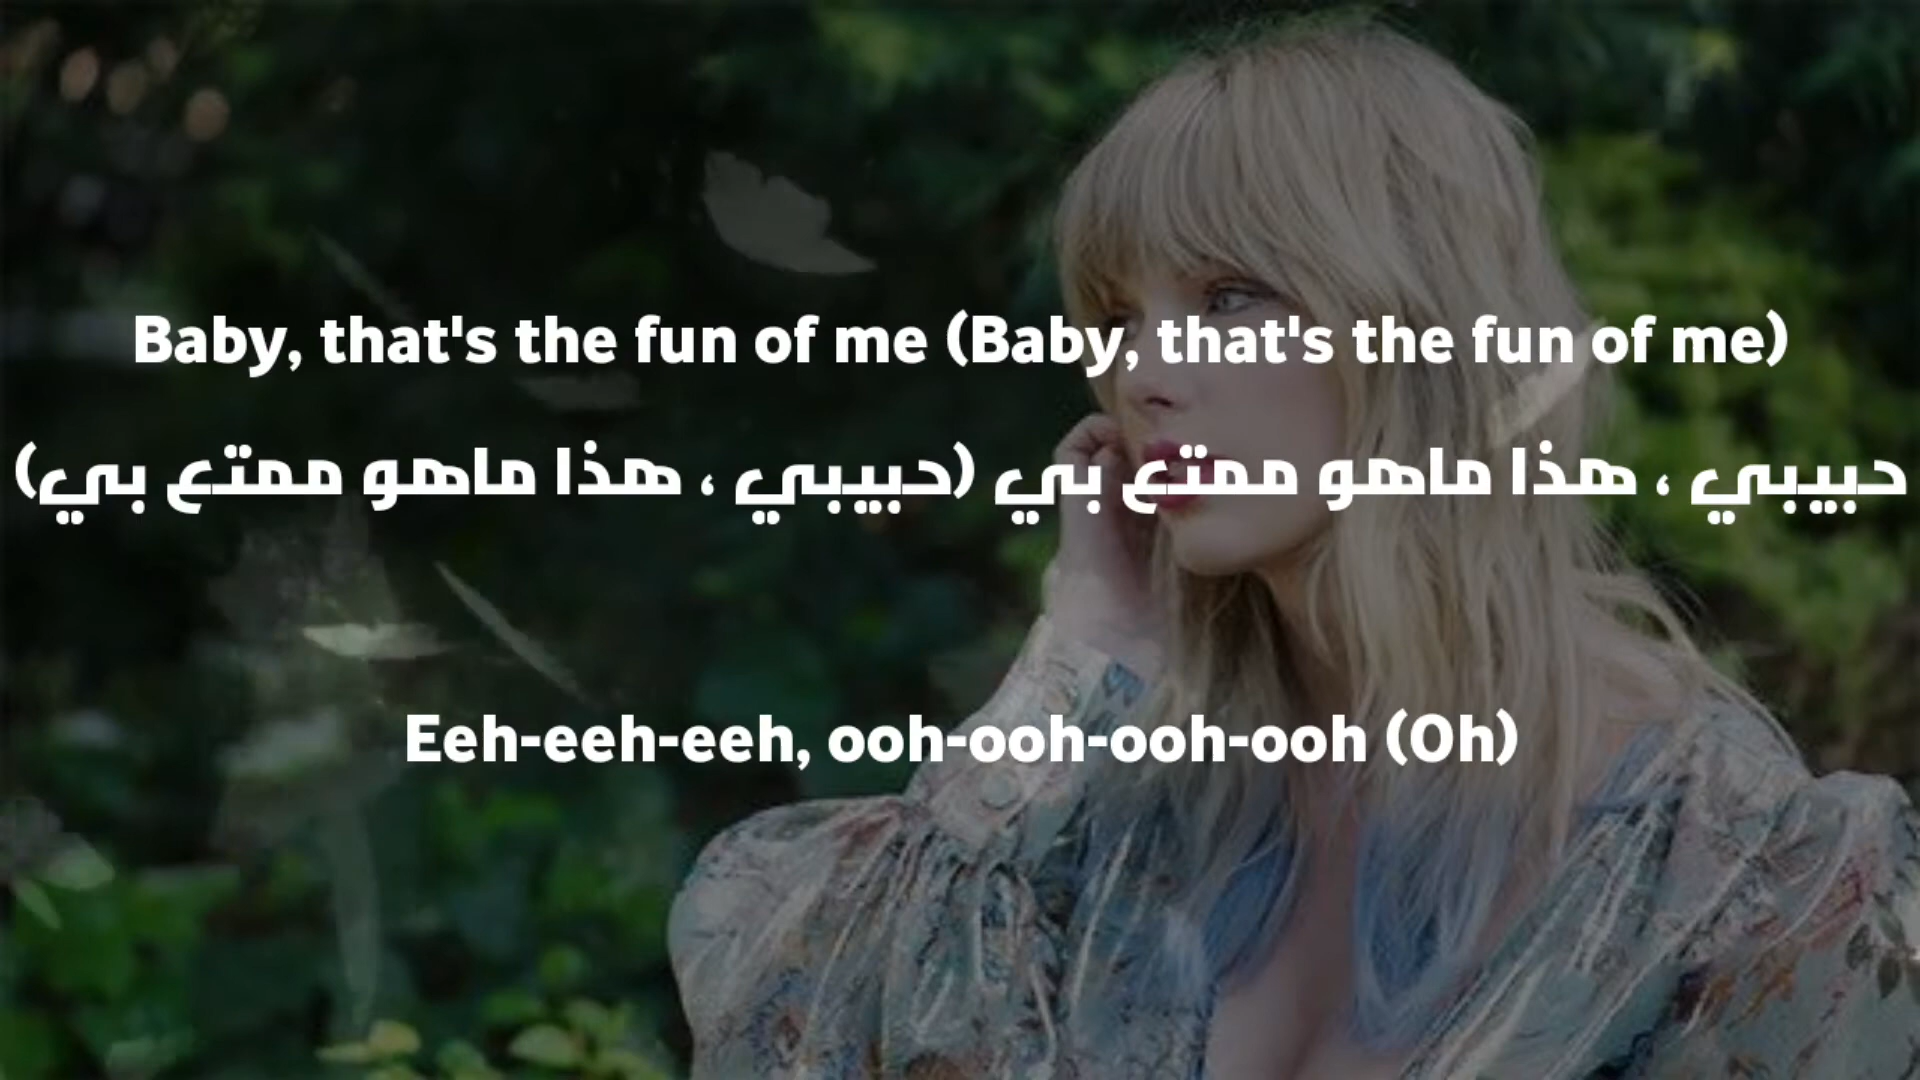 Baby, that's the fun of me (Baby, that's the fun of me)
حبيبي ، هذا ماهو ممتع بي (حبيبي ، هذا ماهو ممتع بي)
Eeh-eeh-eeh, ooh-ooh-ooh-ooh (Oh)